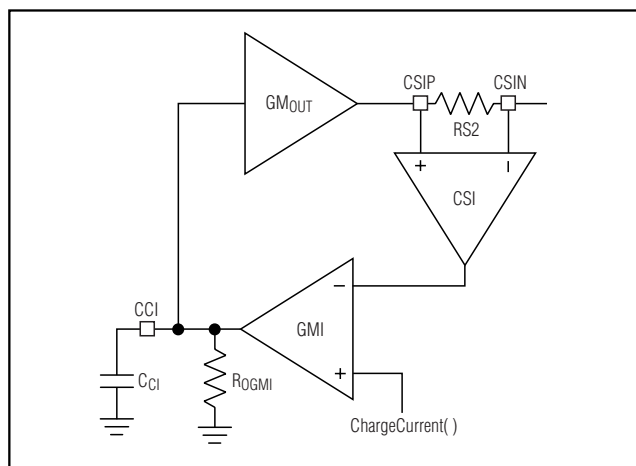 CSIP
CSIN
GMOUT
RS2
+
–
CSI
CCI
–
GMI
+
CCI
ROGMI
ChargeCurrent( )